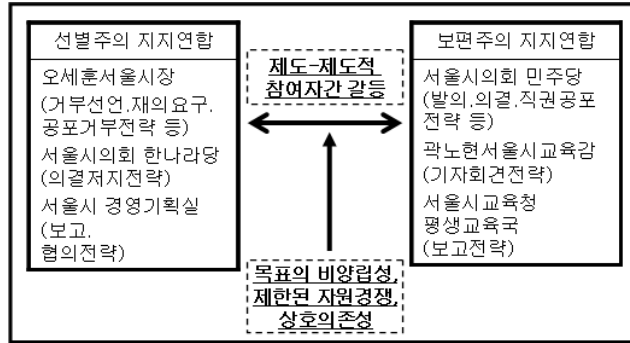 선별주의 지지연합
오세훈서울시장
(거부선언.재의요구.
공포거부전략 등)
서울시의회 한나라당
(의결저지전략)
서울시 경영기획실
(보고.
협의전략)
제도-제도적
참여자간 갈등
목표의 비양립성,
제한된 자원경쟁,
상호의존성
보편주의 지지연합
서울시의회 민주당
(발의.의결.직권공포
전략 등)
곽노현서울시교육감
(기자회견전략)
서울시교육청
평생교육국
(보고전략)